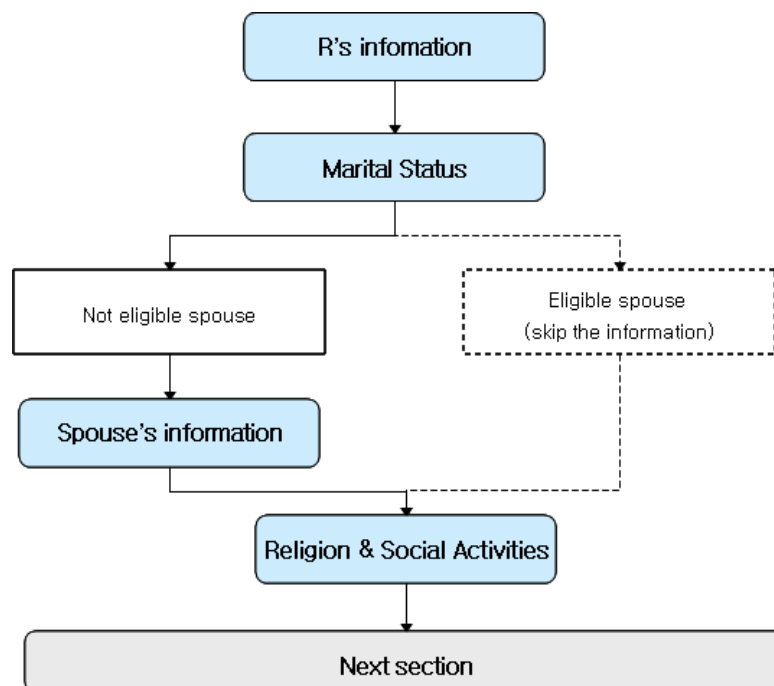 R's infomation
Marital Status
Not eligible spouse
Eligible spouse
(skip the information)
Spouse's information
Religion & Social Activities
Next section